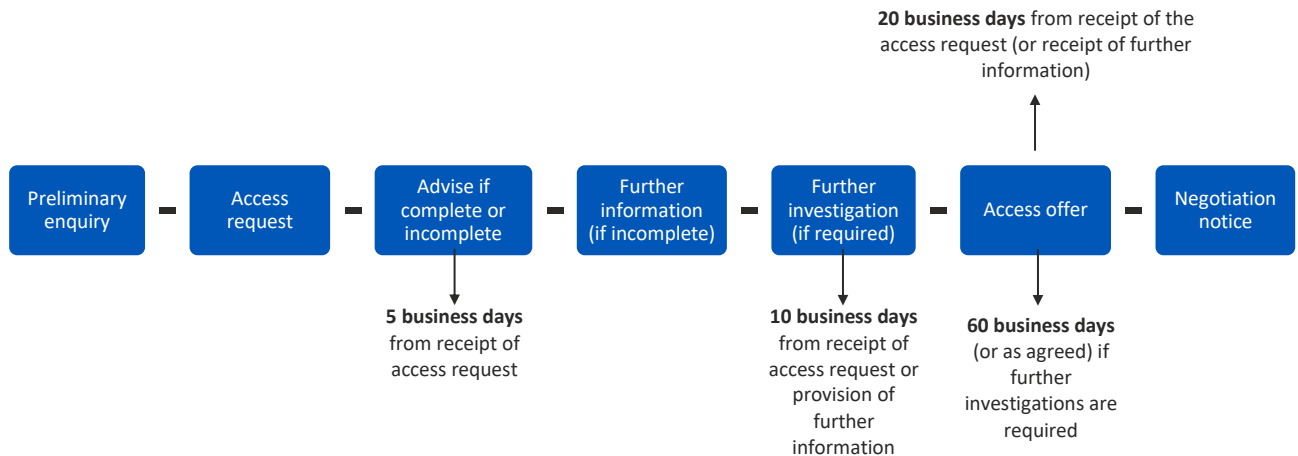 20 business days from receipt of the
access request (or receipt of further
information)
Preliminary
enquiry
Access
request
Advise if
complete or
incomplete
Further
information
(if incomplete)
Further
investigation
(if required)
Access offer
Negotiation
notice
5 business days
from receipt of
access request
10 business days
from receipt of
access request or
provision of
further
information
60 business days
(or as agreed) if
further
investigations are
required